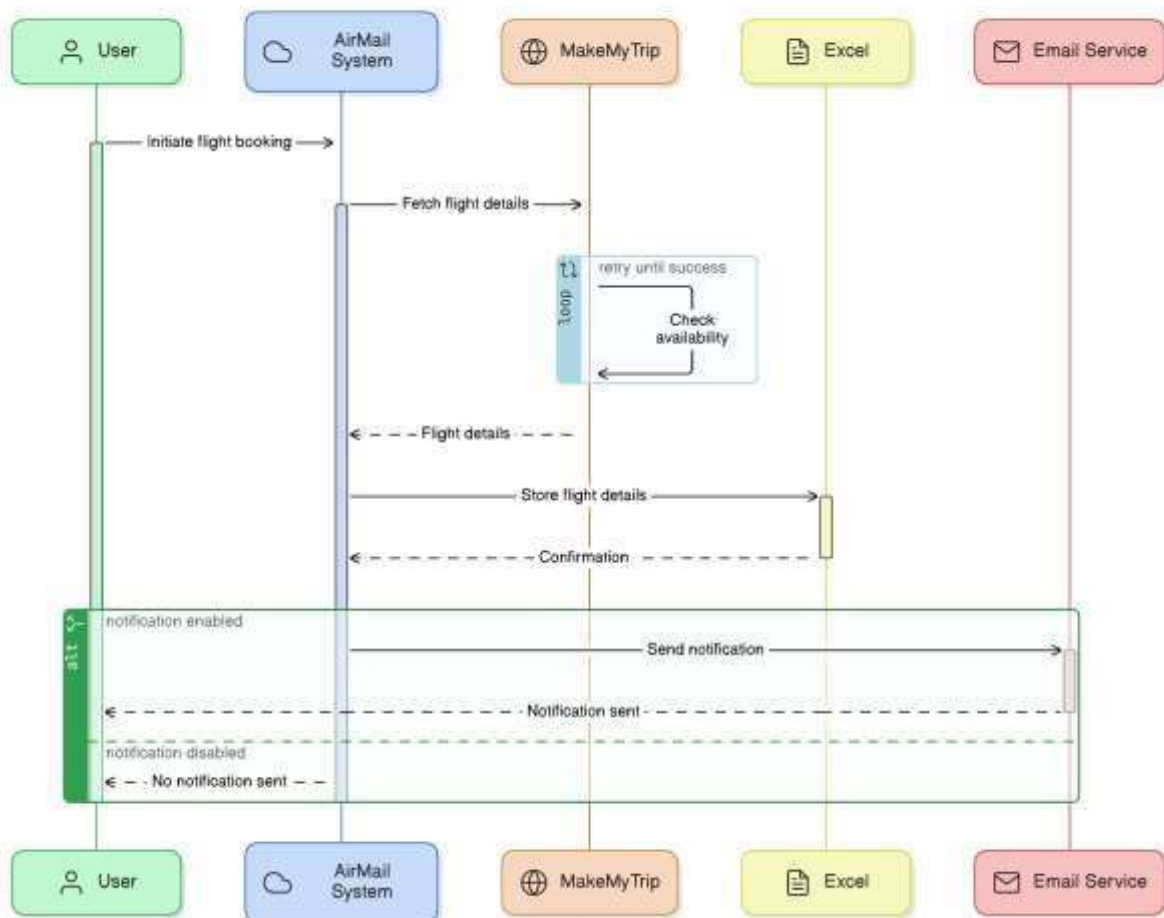 User
AirMail
System
MakeMyTrip
Excel
Email Service
Initiate flight booking
Fetch flight details
loop
retry until success
Check
availability
Flight details
Store flight details
Confirmation
alt
notification enabled
Send notification
Notification sent
notification disabled
No notification sent
User
AirMail
System
MakeMyTrip
Excel
Email Service